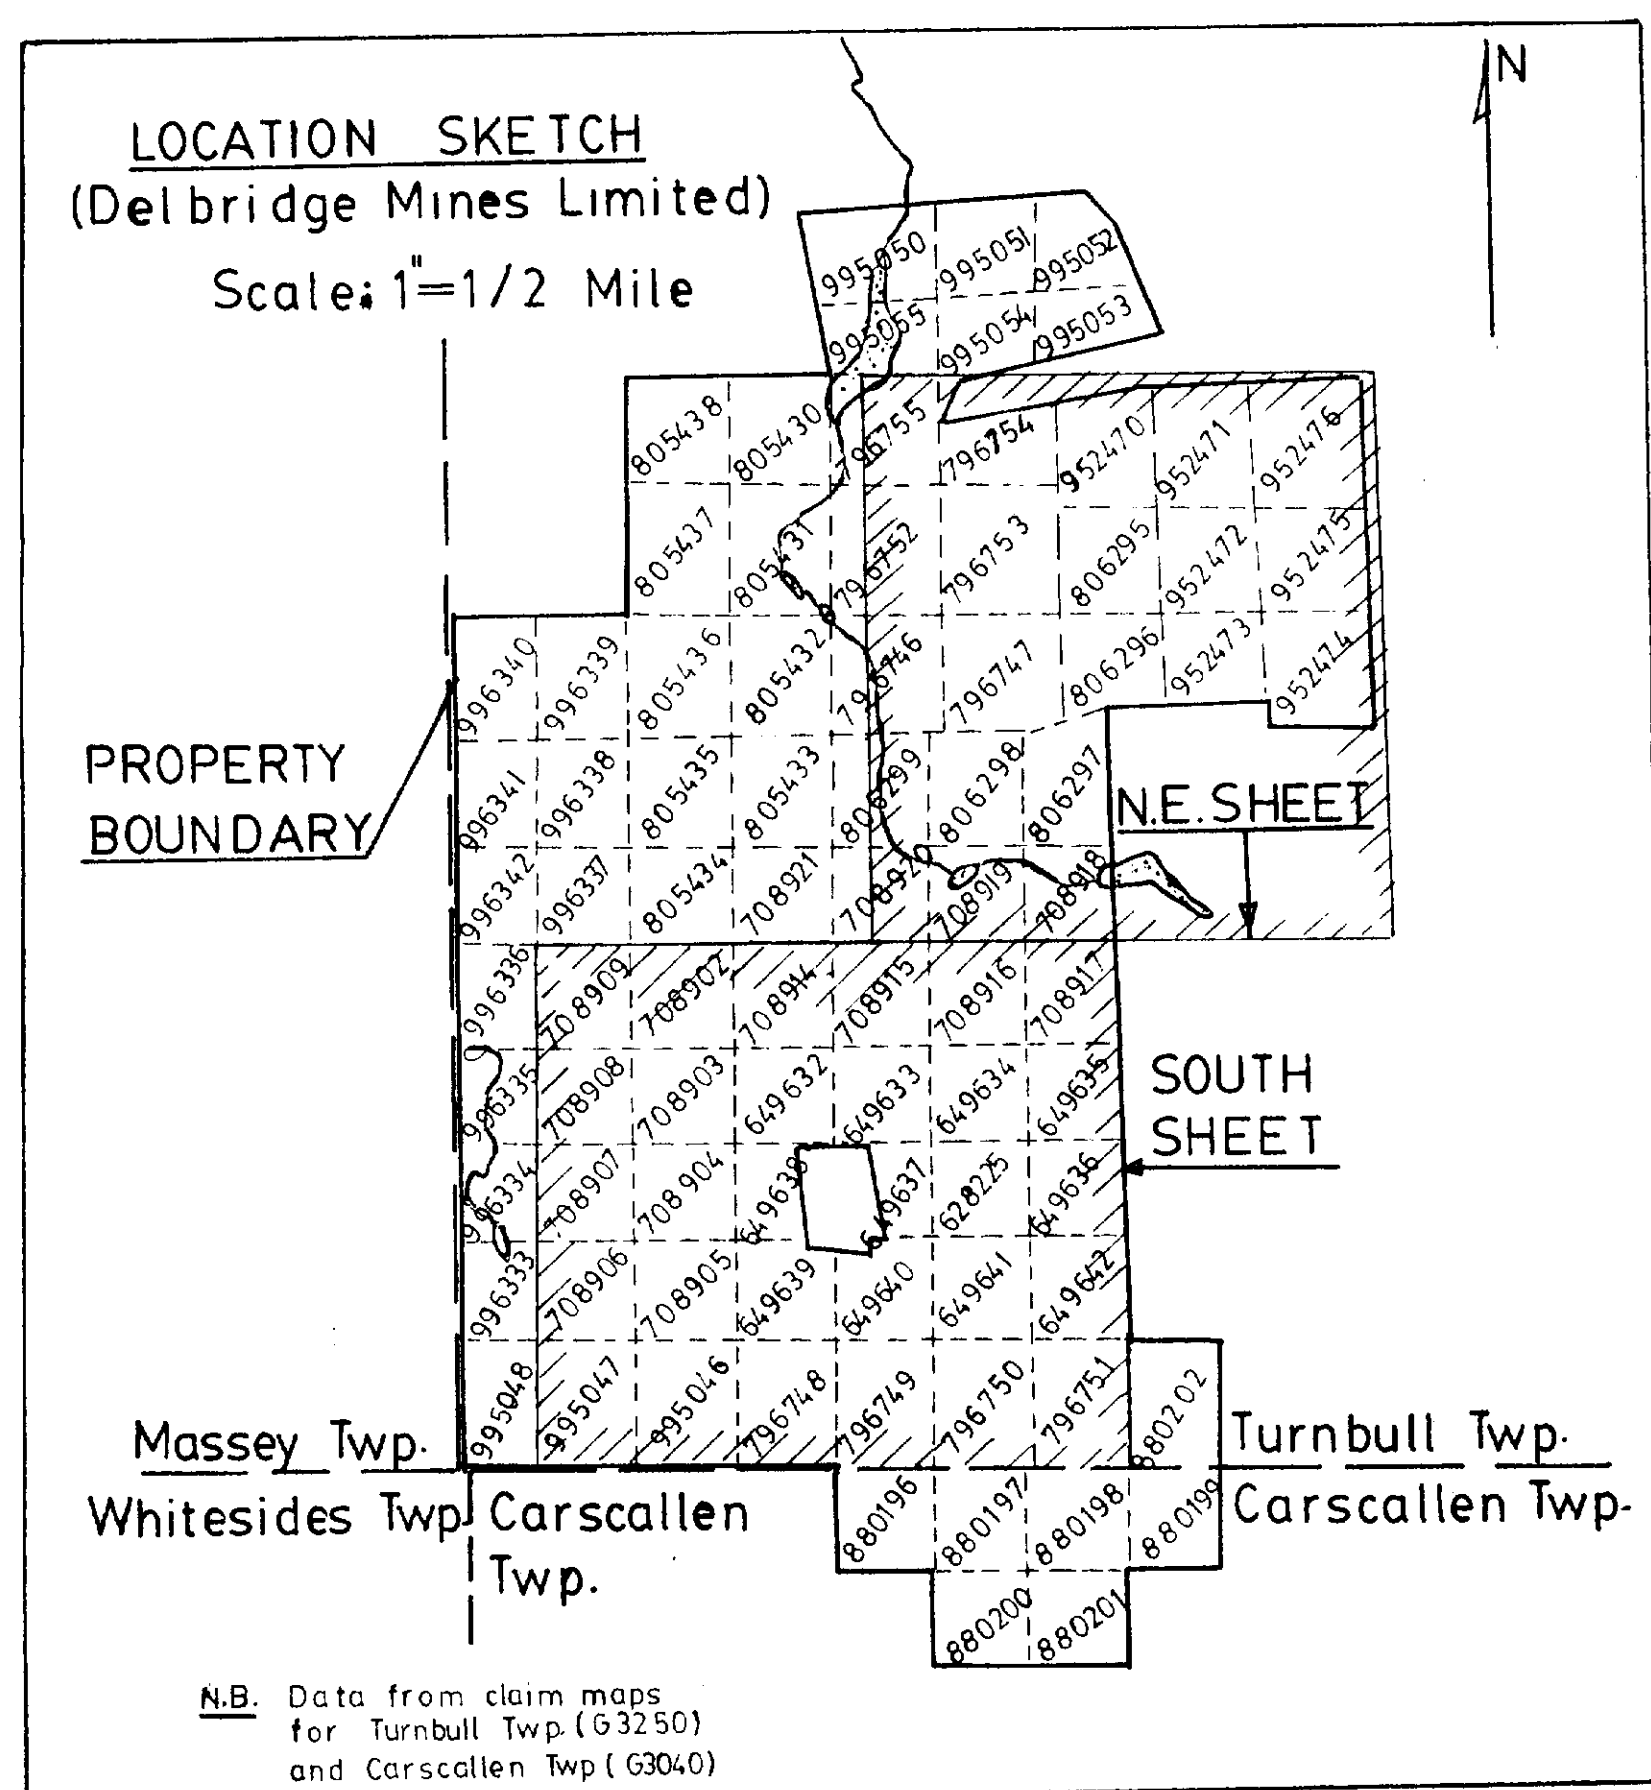 N
LOCATION SKETCH
(Delbridge Mines Limited)
Scale: 1"=1/2 Mile
995050 995051 995052
995055 995054 995053
805438 805430 796755 796754 952470 952471 952476
805437 805431 796752 796753 806295 952472 952475
996340 996339 805436 805432 796746 796747 806296 952473 952474
PROPERTY
BOUNDARY
996341 996338 805435 805433 806299 806298 806297
N.E. SHEET
996342 996337 805434 708921 708920 708919 708918
996336 708909 708902 708914 708915 708916 708917
996335 708908 708903 649632 649633 649634 649635
SOUTH
SHEET
996334 708907 708904 649638 649637 628225 649636
996333 708906 708905 649639 649640 649641 649642
995048 995047 995046 796748 796749 796750 796751 880202
Massey Twp.
Turnbull Twp.
Whitesides Twp
Carscallen
Twp.
880196 880197 880198 880199
Carscallen Twp.
880200 880201
N.B. Data from claim maps
for Turnbull Twp. (G3250)
and Carscallen Twp (G3040)